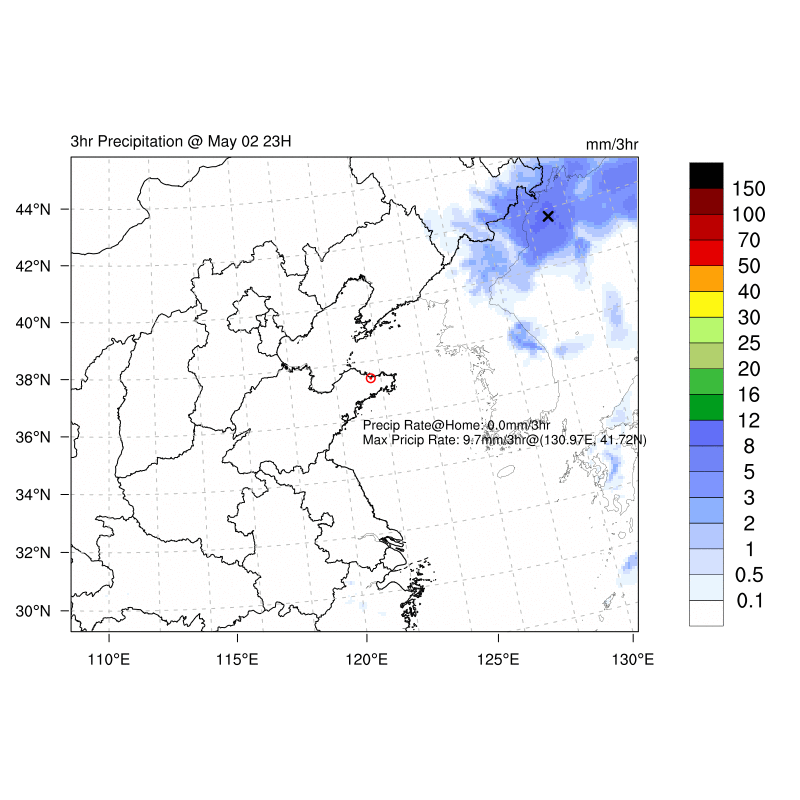 3hr Precipitation @ May 02 23H
mm/3hr
44°N
42°N
40°N
38°N
36°N
34°N
32°N
30°N
110°E
115°E
120°E
125°E
130°E
Precip Rate@Home: 0.0mm/3hr
Max Pricip Rate: 9.7mm/3hr@(130.97E, 41.72N)
150
100
70
50
40
30
25
20
16
12
8
5
3
2
1
0.5
0.1